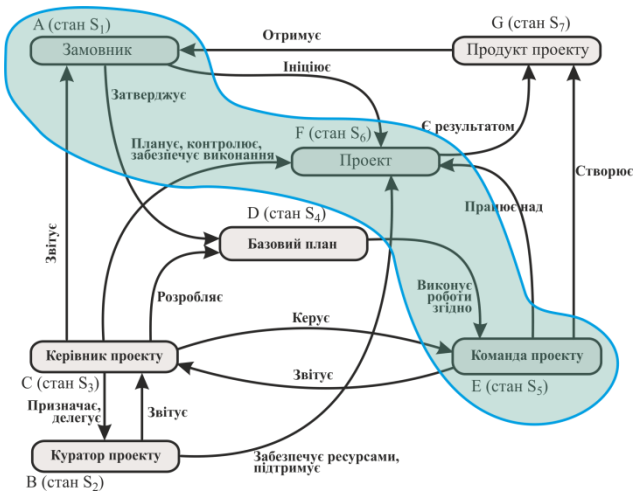 A (стан S₁)
Замовник
G (стан S₇)
Продукт проекту
Отримує
Ініціює
Затверджує
F (стан S₆)
Проект
Є результатом
Планує, контролює,
забезпечує виконання
Створює
Працює над
D (стан S₄)
Базовий план
Звітує
Розробляє
Виконує
роботи
згідно
Керує
Керівник проекту
C (стан S₃)
Команда проекту
E (стан S₅)
Звітує
Призначає,
делегує
Звітує
Забезпечує ресурсами,
підтримує
Куратор проекту
B (стан S₂)